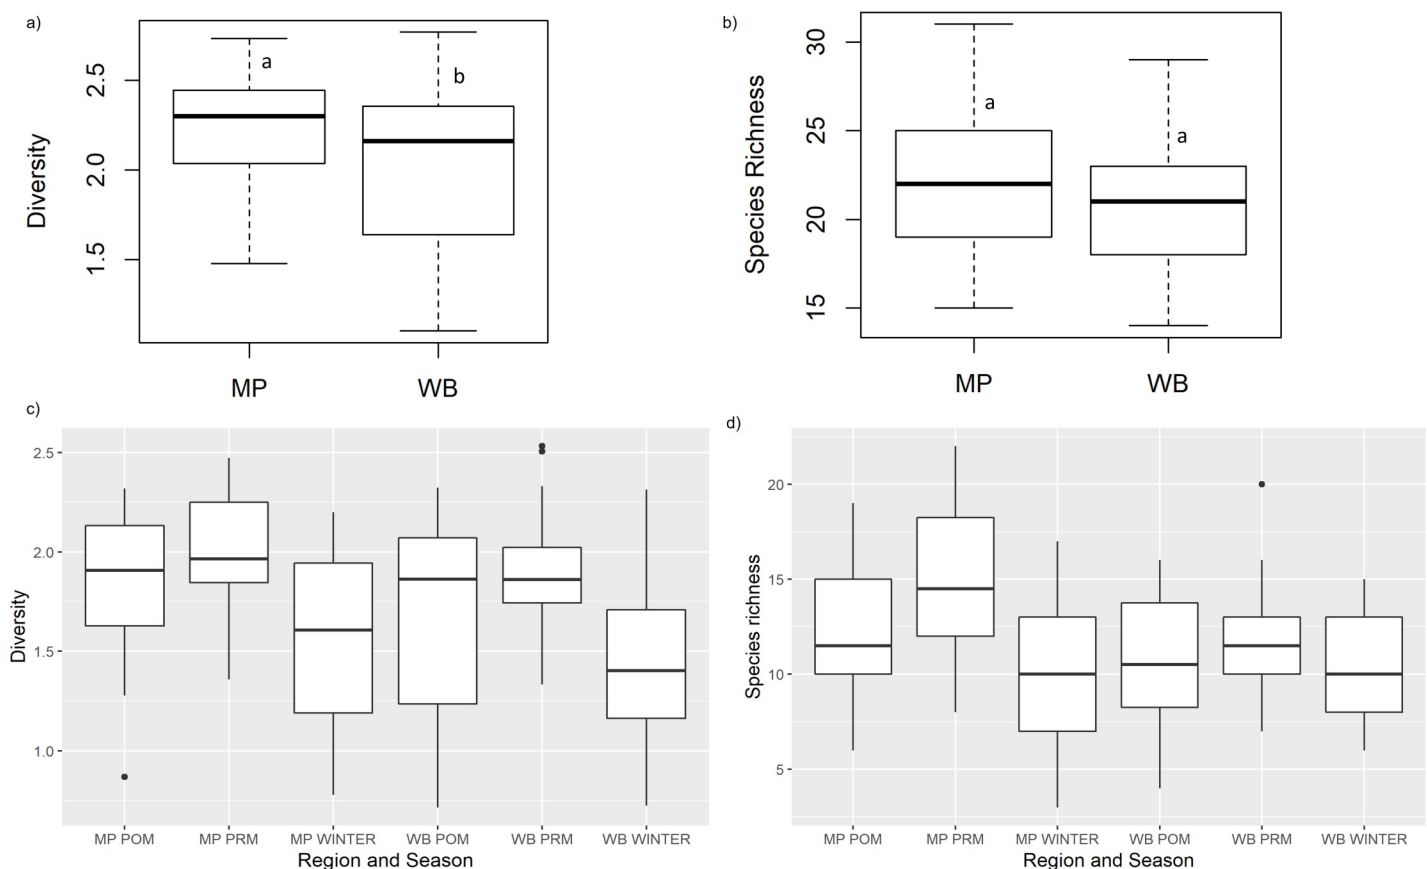 a)
Diversity
2.5
2.0
1.5
a
b
MP
WB
b)
Species Richness
30
25
20
15
a
a
MP
WB
c)
Diversity
2.5
2.0
1.5
1.0
MP POM
MP PRM
MP WINTER
WB POM
WB PRM
WB WINTER
Region and Season
d)
Species richness
20
15
10
5
MP POM
MP PRM
MP WINTER
WB POM
WB PRM
WB WINTER
Region and Season